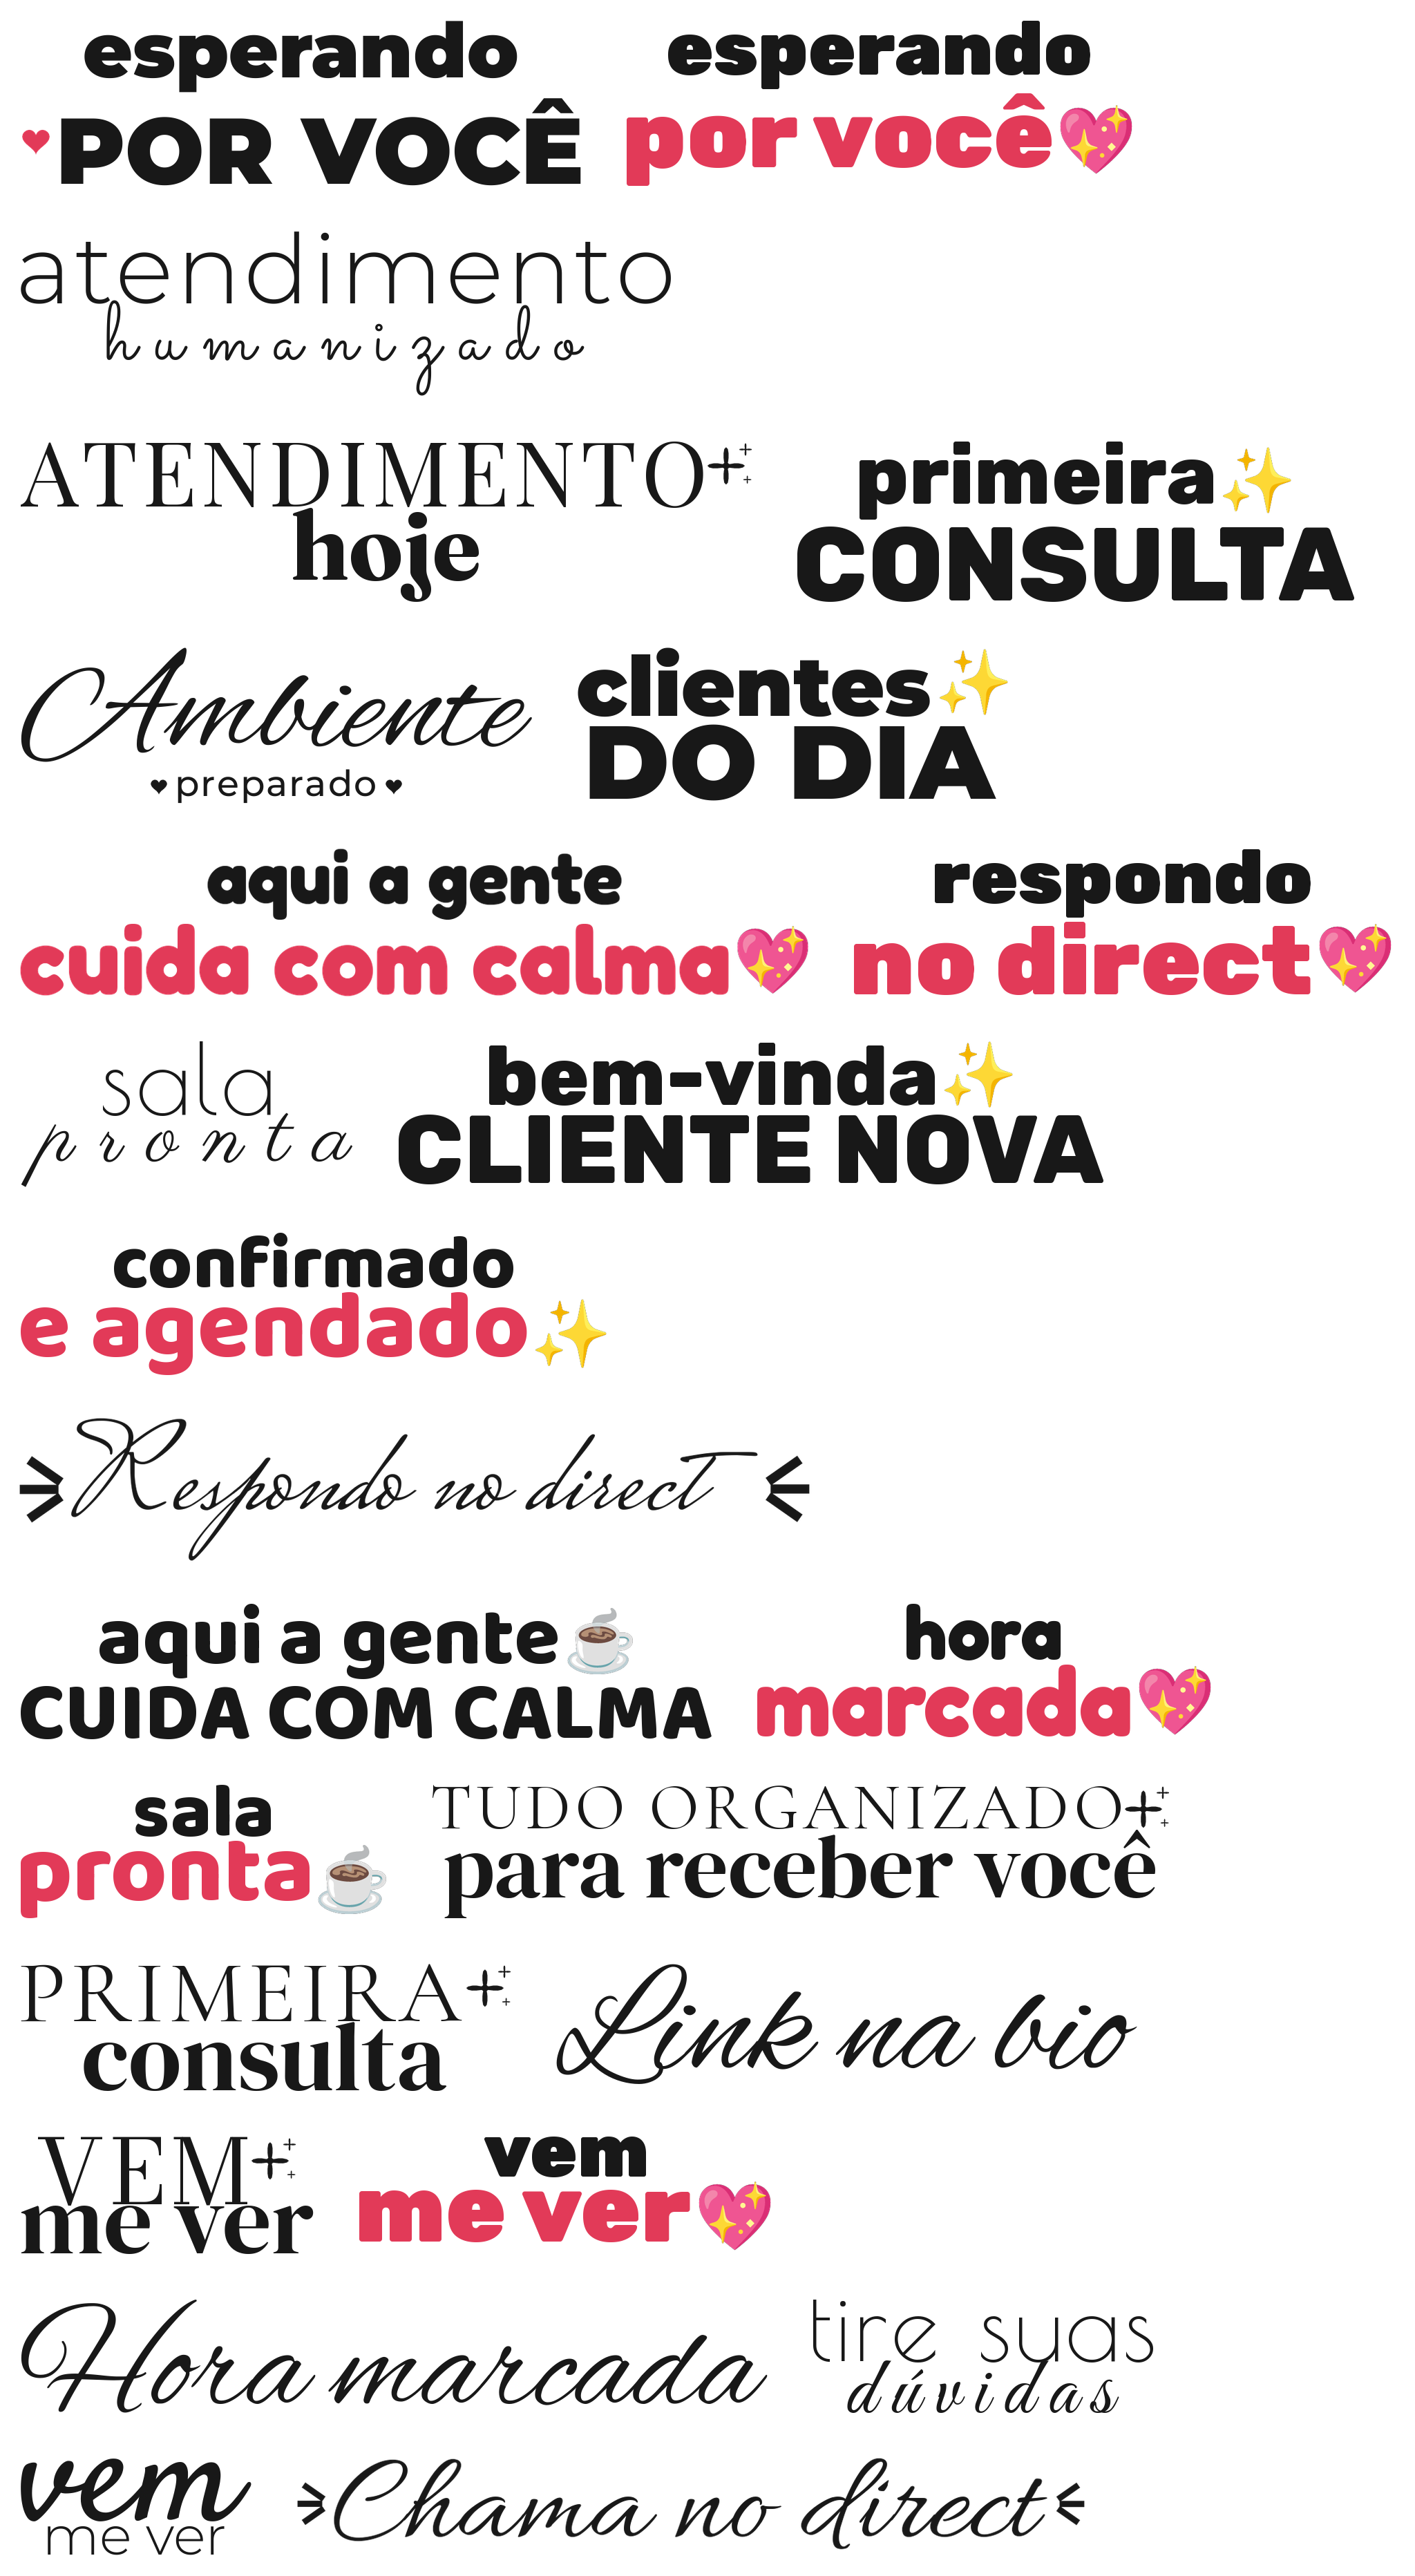 esperando
POR VOCÊ
esperando
por você
atendimento
humanizado
ATENDIMENTO
hoje
primeira
CONSULTA
Ambiente
preparado
clientes
DO DIA
aqui a gente
cuida com calma
respondo
no direct
sala
pronta
bem-vinda
CLIENTE NOVA
confirmado
e agendado
Respondo no direct
aqui a gente
CUIDA COM CALMA
hora
marcada
sala
pronta
TUDO ORGANIZADO
para receber você
PRIMEIRA
consulta
Link na bio
VEM
me ver
vem
me ver
Hora marcada
tire suas
dúvidas
vem
me ver
Chama no direct